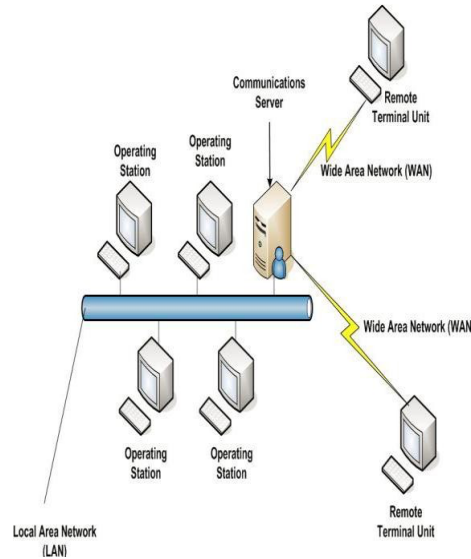 Communications
Server
Remote
Terminal Unit
Operating
Station
Operating
Station
Wide Area Network (WAN)
Wide Area Network (WAN
Operating
Station
Operating
Station
Remote
Terminal Unit
Local Area Network
(LAN)